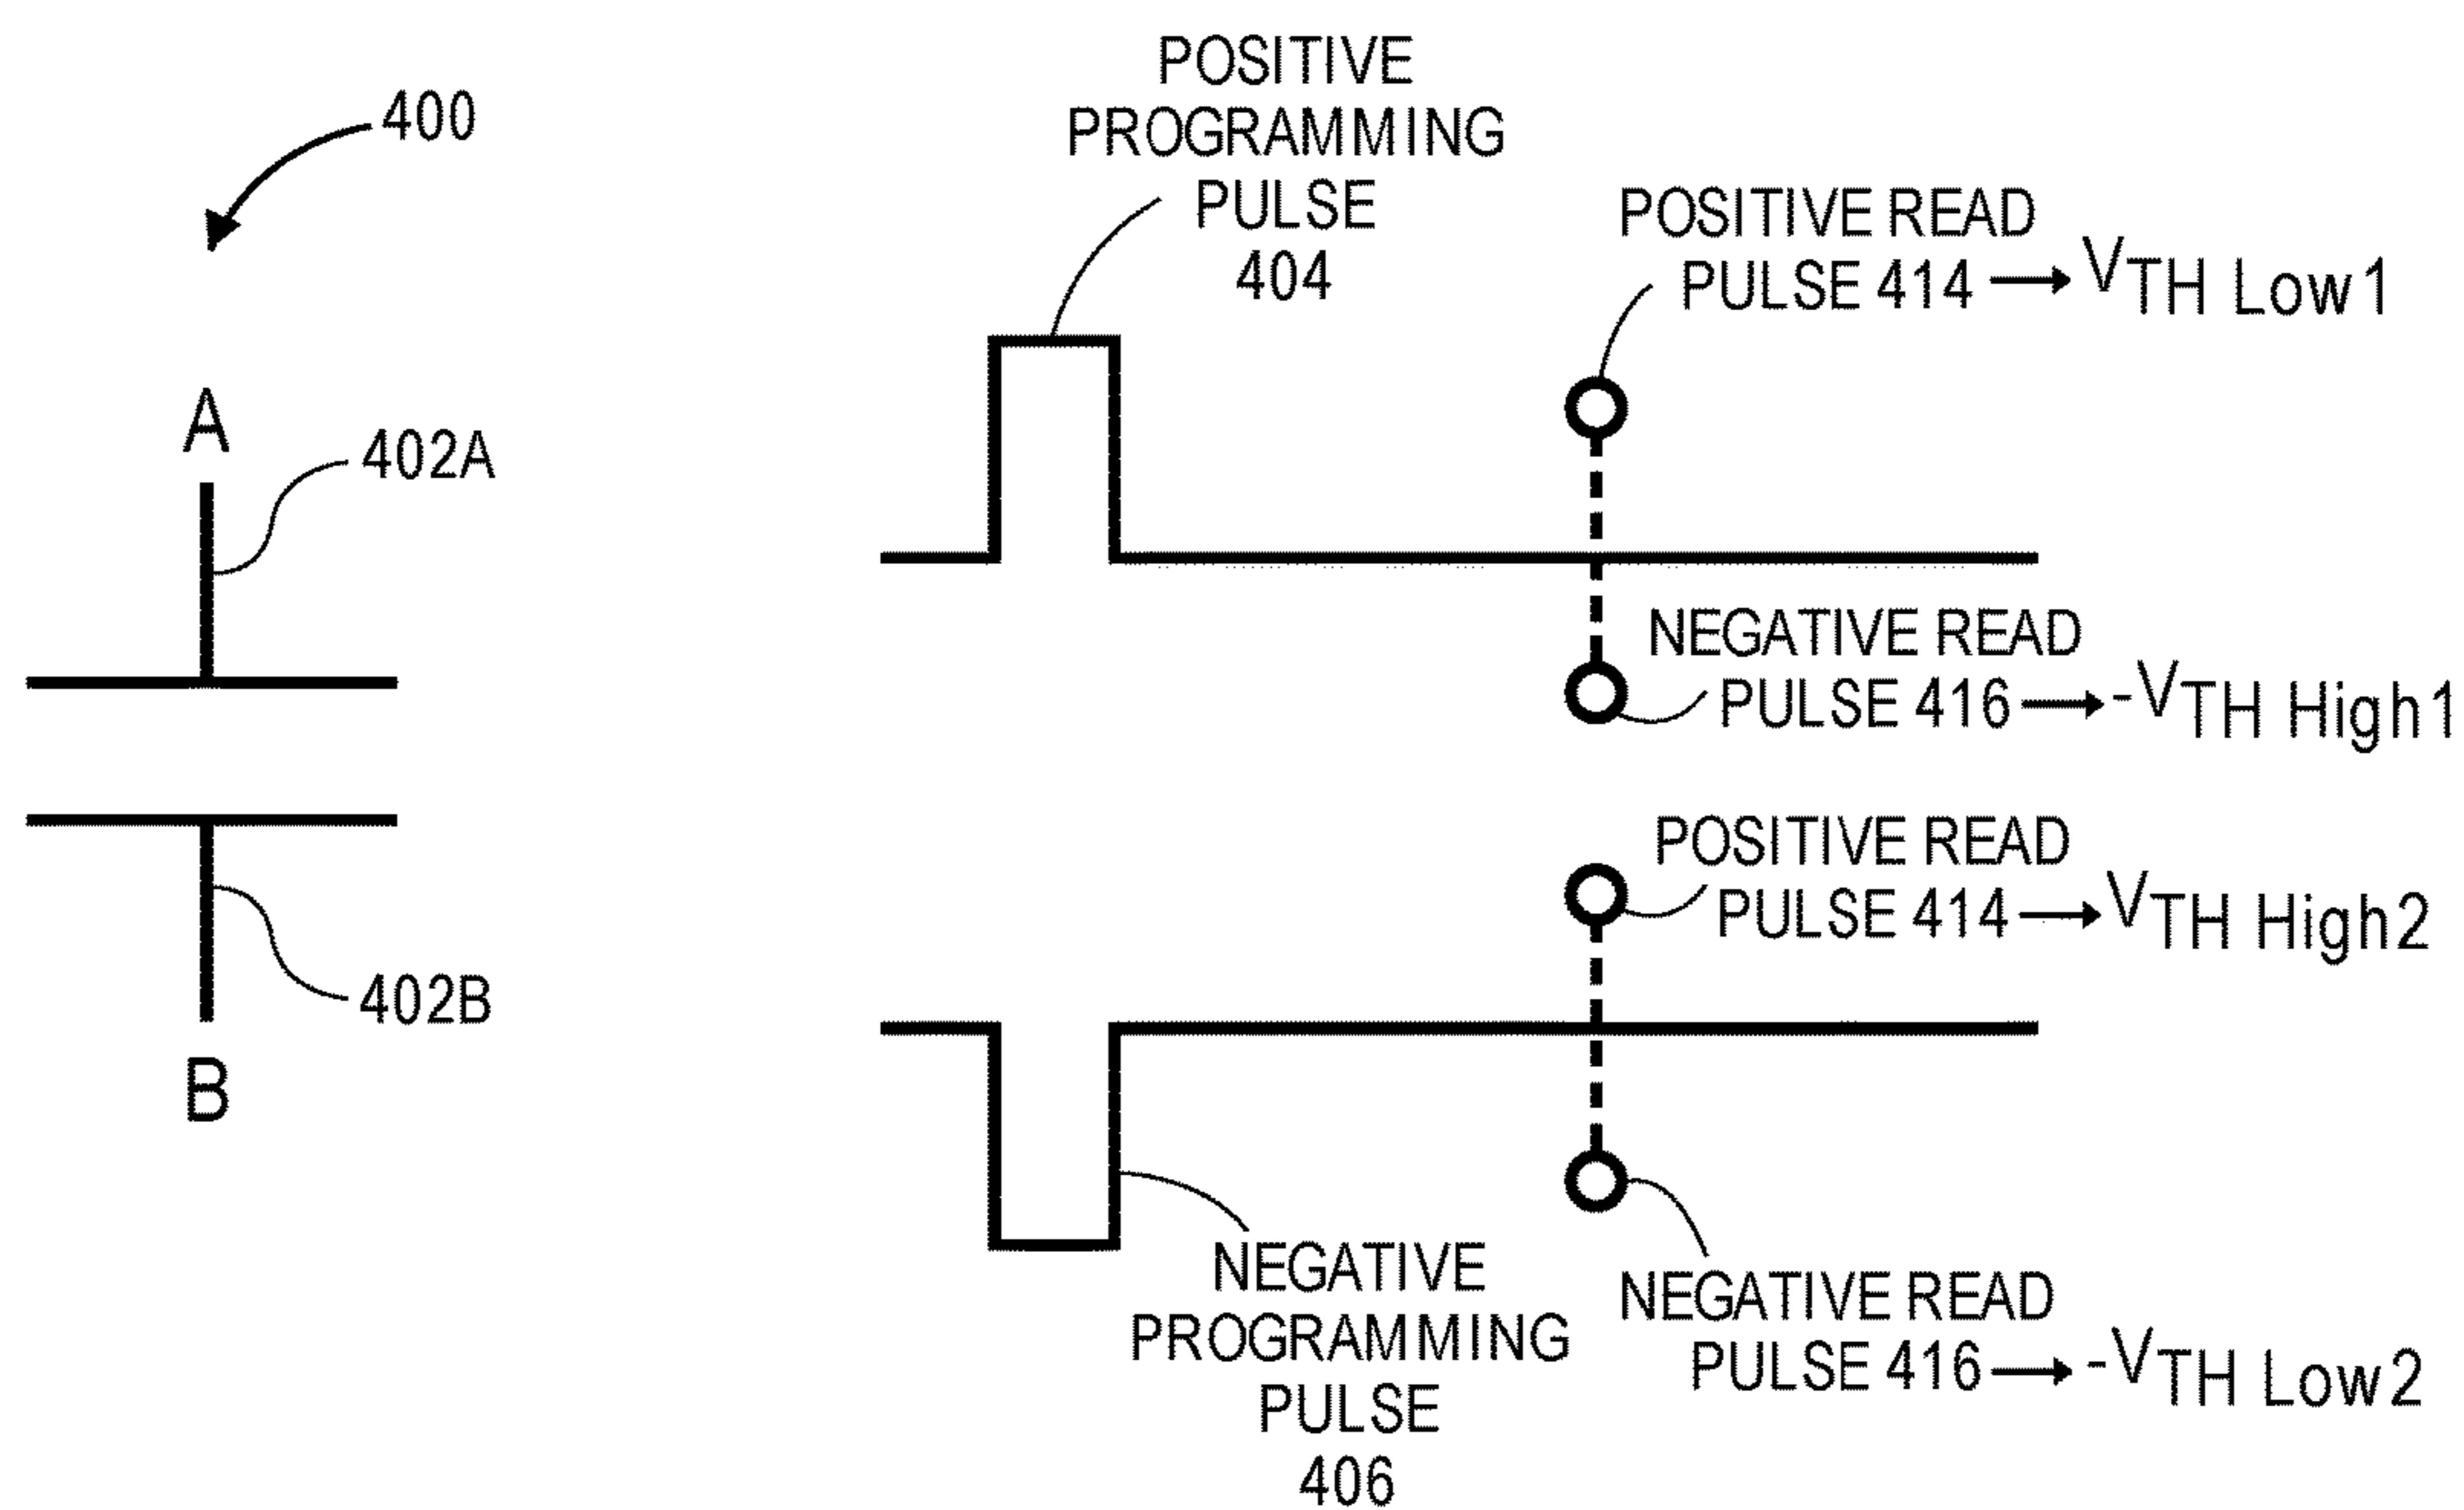 400
A
402A
402B
B
POSITIVE
PROGRAMMING
PULSE
404
POSITIVE READ
PULSE 414 → VTH Low1
NEGATIVE READ
PULSE 416 → -VTH High1
POSITIVE READ
PULSE 414 → VTH High2
NEGATIVE
PROGRAMMING
PULSE
406
NEGATIVE READ
PULSE 416 → -VTH Low2